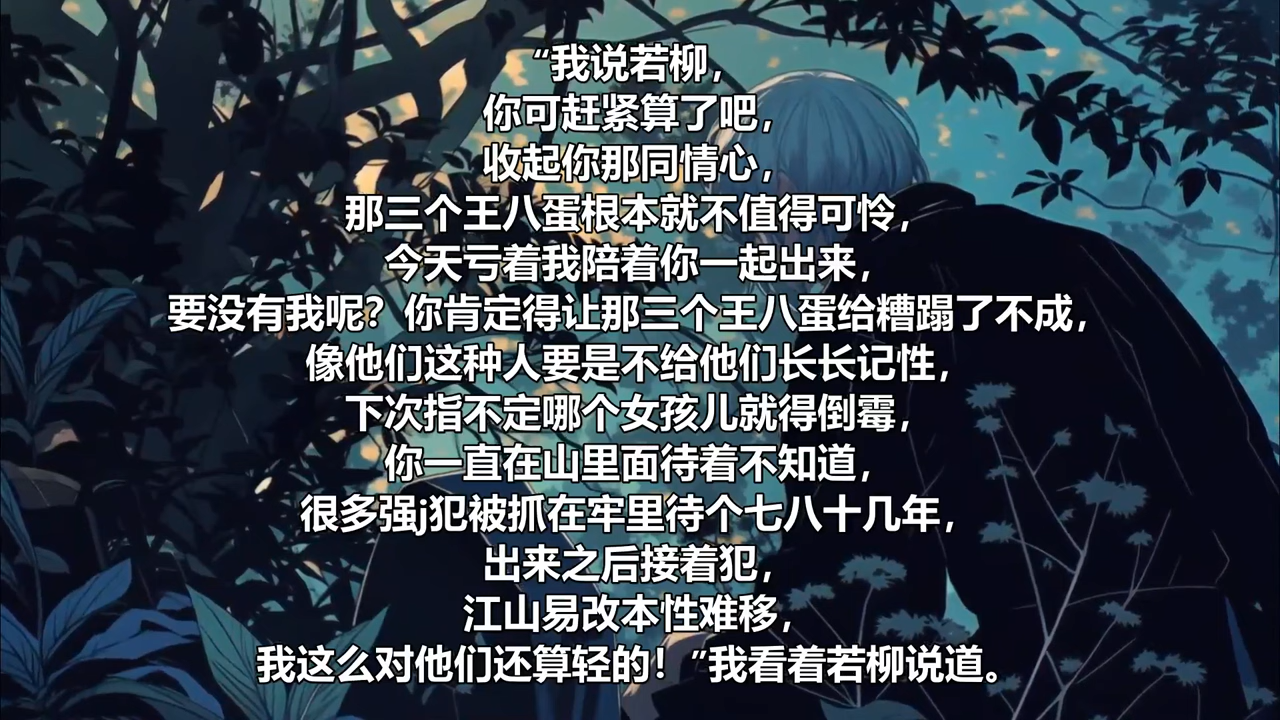 “我说若柳，
你可赶紧算了吧，
收起你那同情心，
那三个王八蛋根本就不值得可怜，
今天亏着我陪着你一起出来，
要没有我呢？你肯定得让那三个王八蛋给糟蹋了不成，
像他们这种人要是不给他们长长记性，
下次指不定哪个女孩儿就得倒霉，
你一直在山里面待着不知道，
很多强j犯被抓在牢里待个七八十几年，
出来之后接着犯，
江山易改本性难移，
我这么对他们还算轻的！”我看着若柳说道。